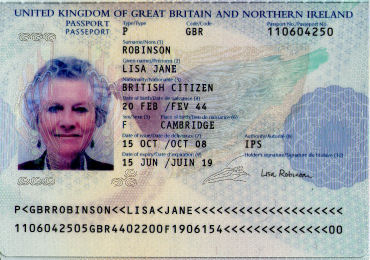 UNITED KINGDOM OF GREAT BRITAIN AND NORTHERN IRELAND
PASSPORT Type/Type Code/Code Passport No./Passeport No.
PASSEPORT P GBR 110604250
Surname/Nom (1)
ROBINSON
Given names/Prénoms (2)
LISA JANE
Nationality/Nationalité (3)
BRITISH CITIZEN
Date of birth/Date de naissance (4)
20 FEB /FEV 44
Sex/Sexe (5) Place of birth/Lieu de naissance (6)
F CAMBRIDGE
Date of issue/Date de délivrance (7) Authority/Autorité (8)
15 OCT /OCT 08 IPS
Date of expiry/Date d'expiration (9) Holder's signature/Signature du titulaire (10)
15 JUN /JUIN 19 Lisa Robinson
P<GBRROBINSON<<LISA<JANE<<<<<<<<<<<<<<<<<<<<
1106042505GBR4402200F1906154<<<<<<<<<<<<<<00